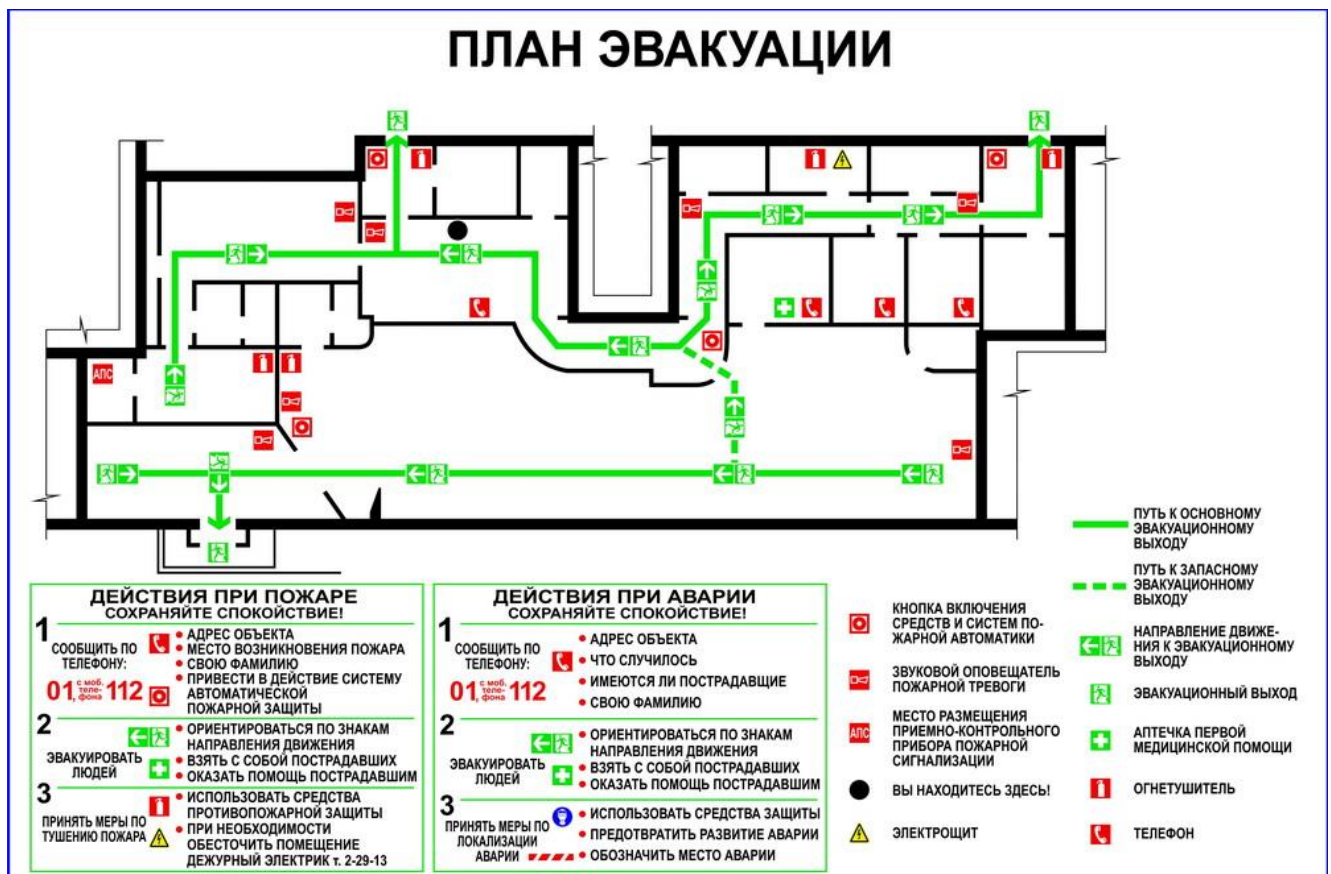 ПЛАН ЭВАКУАЦИИ
АПС
ДЕЙСТВИЯ ПРИ ПОЖАРЕ
СОХРАНЯЙТЕ СПОКОЙСТВИЕ!
1
СООБЩИТЬ ПО
ТЕЛЕФОНУ:
01, с моб. теле- фона 112
• АДРЕС ОБЪЕКТА
• МЕСТО ВОЗНИКНОВЕНИЯ ПОЖАРА
• СВОЮ ФАМИЛИЮ
• ПРИВЕСТИ В ДЕЙСТВИЕ СИСТЕМУ
АВТОМАТИЧЕСКОЙ
ПОЖАРНОЙ ЗАЩИТЫ
2
ЭВАКУИРОВАТЬ
ЛЮДЕЙ
• ОРИЕНТИРОВАТЬСЯ ПО ЗНАКАМ
НАПРАВЛЕНИЯ ДВИЖЕНИЯ
• ВЗЯТЬ С СОБОЙ ПОСТРАДАВШИХ
• ОКАЗАТЬ ПОМОЩЬ ПОСТРАДАВШИМ
3
ПРИНЯТЬ МЕРЫ ПО
ТУШЕНИЮ ПОЖАРА
• ИСПОЛЬЗОВАТЬ СРЕДСТВА
ПРОТИВОПОЖАРНОЙ ЗАЩИТЫ
• ПРИ НЕОБХОДИМОСТИ
ОБЕСТОЧИТЬ ПОМЕЩЕНИЕ
ДЕЖУРНЫЙ ЭЛЕКТРИК т. 2-29-13
ДЕЙСТВИЯ ПРИ АВАРИИ
СОХРАНЯЙТЕ СПОКОЙСТВИЕ!
1
СООБЩИТЬ ПО
ТЕЛЕФОНУ:
01, с моб. теле- фона 112
• АДРЕС ОБЪЕКТА
• ЧТО СЛУЧИЛОСЬ
• ИМЕЮТСЯ ЛИ ПОСТРАДАВШИЕ
• СВОЮ ФАМИЛИЮ
2
ЭВАКУИРОВАТЬ
ЛЮДЕЙ
• ОРИЕНТИРОВАТЬСЯ ПО ЗНАКАМ
НАПРАВЛЕНИЯ ДВИЖЕНИЯ
• ВЗЯТЬ С СОБОЙ ПОСТРАДАВШИХ
• ОКАЗАТЬ ПОМОЩЬ ПОСТРАДАВШИМ
3
ПРИНЯТЬ МЕРЫ ПО
ЛОКАЛИЗАЦИИ
АВАРИИ
• ИСПОЛЬЗОВАТЬ СРЕДСТВА ЗАЩИТЫ
• ПРЕДОТВРАТИТЬ РАЗВИТИЕ АВАРИИ
• ОБОЗНАЧИТЬ МЕСТО АВАРИИ
КНОПКА ВКЛЮЧЕНИЯ
СРЕДСТВ И СИСТЕМ ПО-
ЖАРНОЙ АВТОМАТИКИ
ЗВУКОВОЙ ОПОВЕЩАТЕЛЬ
ПОЖАРНОЙ ТРЕВОГИ
АПС
МЕСТО РАЗМЕЩЕНИЯ
ПРИЕМНО-КОНТРОЛЬНОГО
ПРИБОРА ПОЖАРНОЙ
СИГНАЛИЗАЦИИ
ВЫ НАХОДИТЕСЬ ЗДЕСЬ!
ЭЛЕКТРОЩИТ
ПУТЬ К ОСНОВНОМУ
ЭВАКУАЦИОННОМУ
ВЫХОДУ
ПУТЬ К ЗАПАСНОМУ
ЭВАКУАЦИОННОМУ
ВЫХОДУ
НАПРАВЛЕНИЕ ДВИЖЕ-
НИЯ К ЭВАКУАЦИОННОМУ
ВЫХОДУ
ЭВАКУАЦИОННЫЙ ВЫХОД
АПТЕЧКА ПЕРВОЙ
МЕДИЦИНСКОЙ ПОМОЩИ
ОГНЕТУШИТЕЛЬ
ТЕЛЕФОН